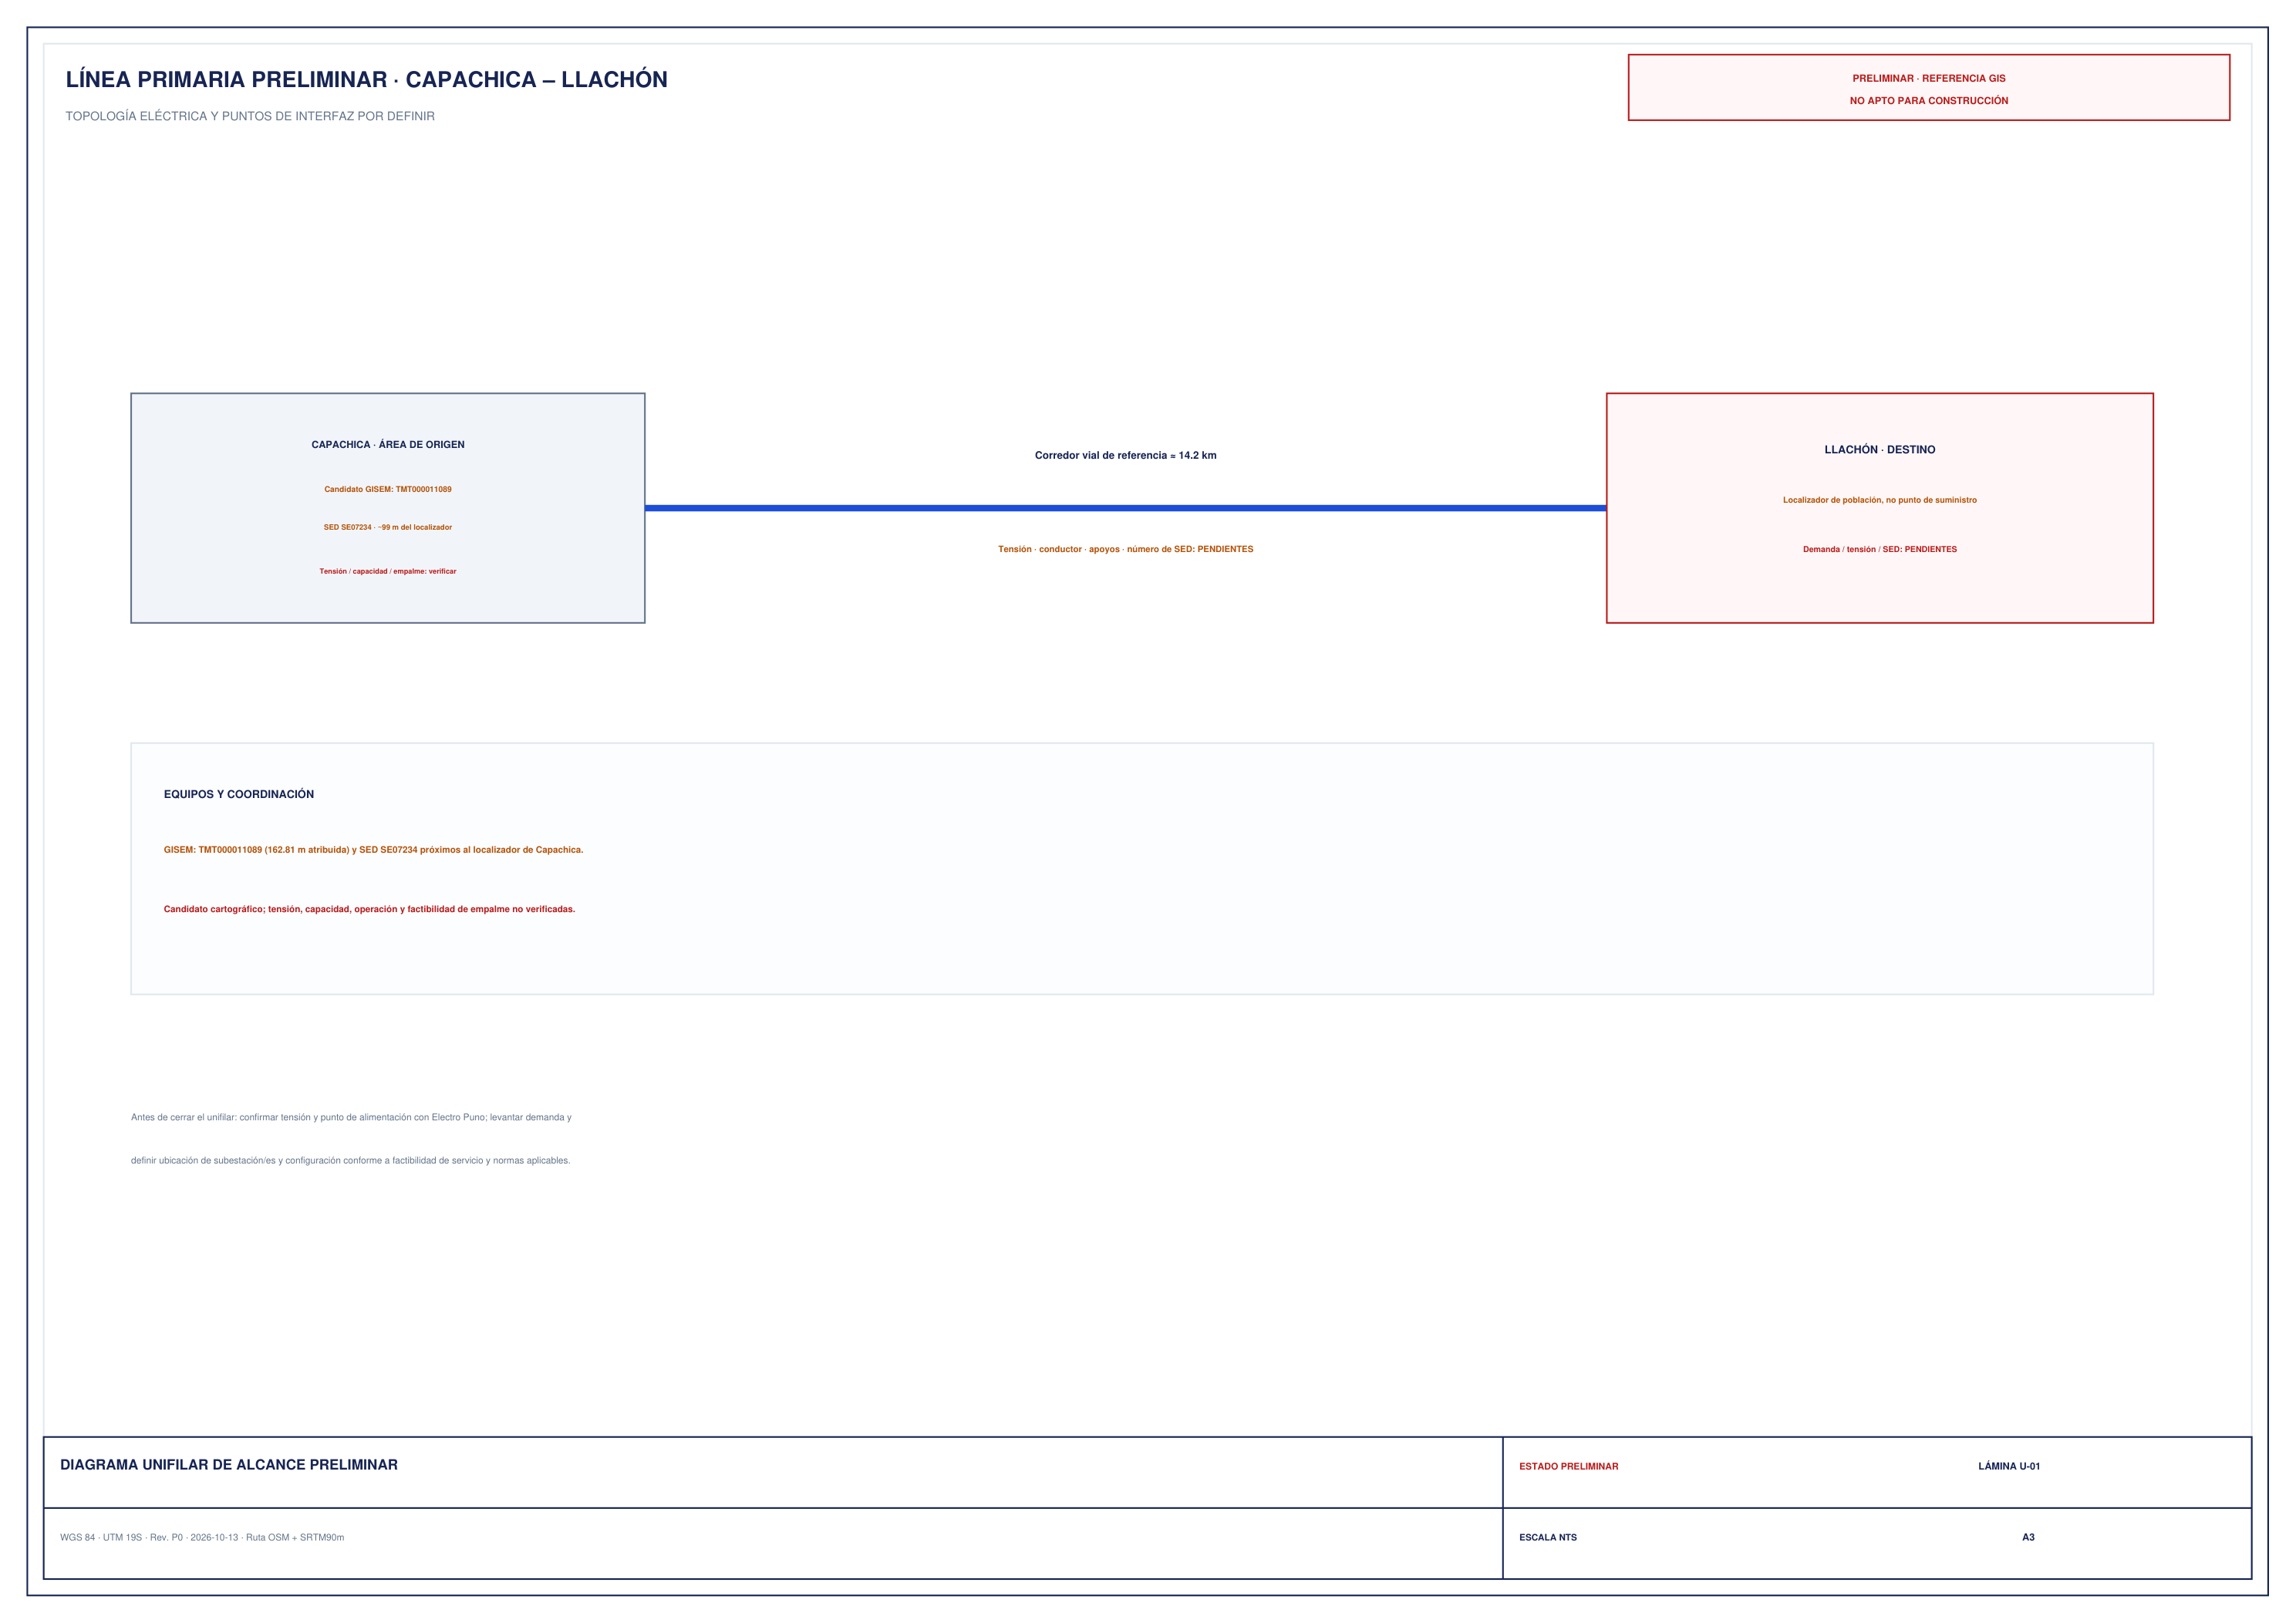 LÍNEA PRIMARIA PRELIMINAR · CAPACHICA – LLACHÓN
TOPOLOGÍA ELÉCTRICA Y PUNTOS DE INTERFAZ POR DEFINIR
PRELIMINAR · REFERENCIA GIS
NO APTO PARA CONSTRUCCIÓN
CAPACHICA · ÁREA DE ORIGEN
Candidato GISEM: TMT000011089
SED SE07234 · ~99 m del localizador
Tensión / capacidad / empalme: verificar
Corredor vial de referencia = 14.2 km
Tensión · conductor · apoyos · número de SED: PENDIENTES
LLACHÓN · DESTINO
Localizador de población, no punto de suministro
Demanda / tensión / SED: PENDIENTES
EQUIPOS Y COORDINACIÓN
GISEM: TMT000011089 (162.81 m atribuida) y SED SE07234 próximos al localizador de Capachica.
Candidato cartográfico; tensión, capacidad, operación y factibilidad de empalme no verificadas.
Antes de cerrar el unifilar: confirmar tensión y punto de alimentación con Electro Puno; levantar demanda y
definir ubicación de subestación/es y configuración conforme a factibilidad de servicio y normas aplicables.
DIAGRAMA UNIFILAR DE ALCANCE PRELIMINAR
ESTADO PRELIMINAR
LÁMINA U-01
WGS 84 · UTM 19S · Rev. P0 · 2026-10-13 · Ruta OSM + SRTM90m
ESCALA NTS
A3